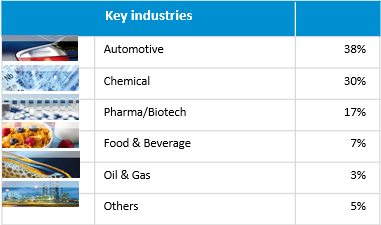 Key industries
Automotive 38%
Chemical 30%
Pharma/Biotech 17%
Food & Beverage 7%
Oil & Gas 3%
Others 5%